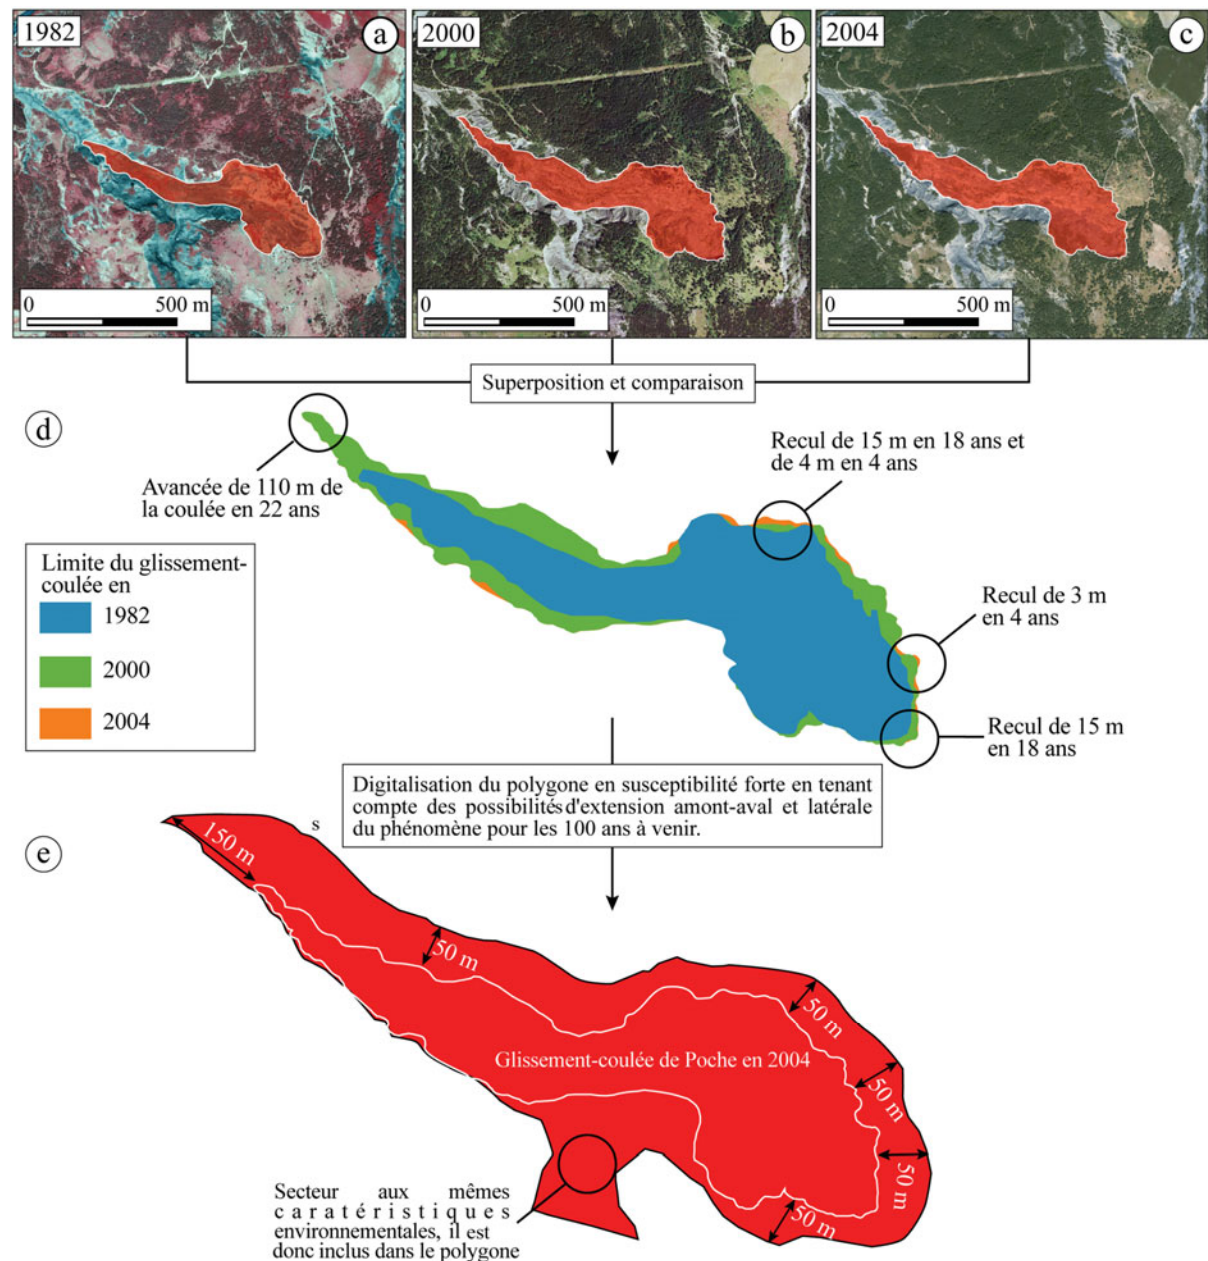 1982
a
2000
b
2004
c
0
500 m
0
500 m
0
500 m
Superposition et comparaison
d
Avancée de 110 m de
la coulée en 22 ans
Recul de 15 m en 18 ans et
de 4 m en 4 ans
Limite du glissement-
coulée en
1982
2000
2004
Recul de 3 m
en 4 ans
Recul de 15 m
en 18 ans
Digitalisation du polygone en susceptibilité forte en tenant
compte des possibilités d'extension amont-aval et latérale
du phénomène pour les 100 ans à venir.
e
s
150 m
50 m
50 m
Glissement-coulée de Poche en 2004
50 m
50 m
50 m
Secteur aux mêmes
caratéristiques
environnementales, il est
donc inclus dans le polygone